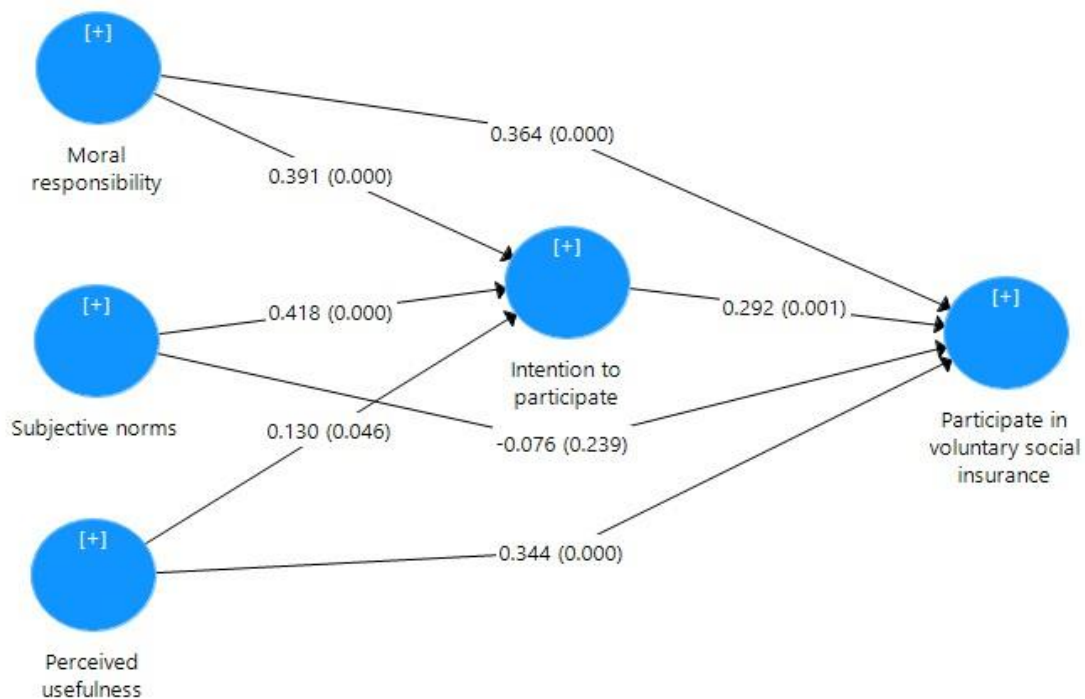 [+]
Moral
responsibility
0.364 (0.000)
0.391 (0.000)
[+]
Intention to
participate
[+]
Subjective norms
0.418 (0.000)
0.292 (0.001)
[+]
Participate in
voluntary social
insurance
0.130 (0.046)
-0.076 (0.239)
[+]
Perceived
usefulness
0.344 (0.000)